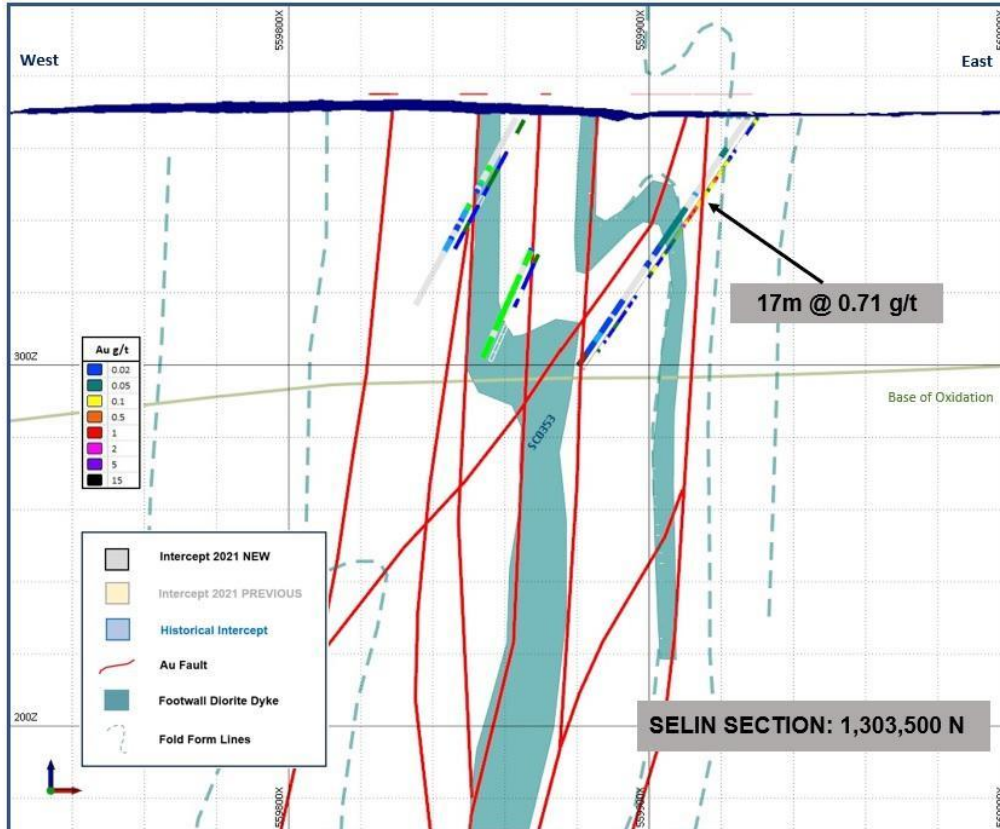 559800X
559900X
West
East
17m @ 0.71 g/t
300Z
Au g/t
0.02
0.05
0.1
0.5
1
2
5
15
Base of Oxidation
SC0353
Intercept 2021 NEW
Intercept 2021 PREVIOUS
Historical Intercept
Au Fault
Footwall Diorite Dyke
Fold Form Lines
200Z
SELIN SECTION: 1,303,500 N
559800X
559900X